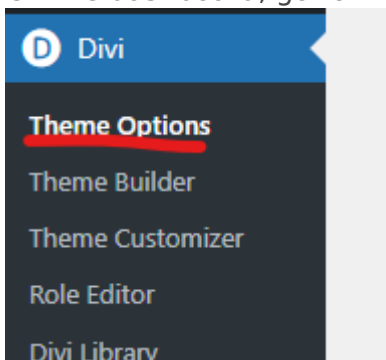 D Divi
Theme Options
Theme Builder
Theme Customizer
Role Editor
Divi Library